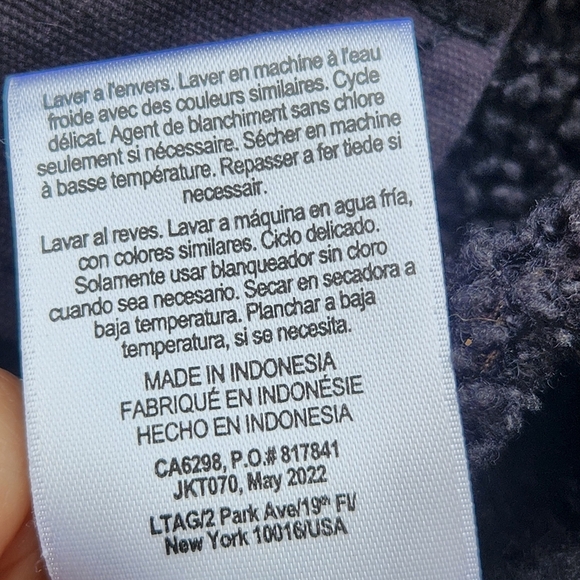 Laver a l'envers. Laver en machine à l'eau
froide avec des couleurs similaires. Cycle
délicat. Agent de blanchiment sans chlore
seulement si nécessaire. Sécher en machine
à basse température. Repasser a fer tiede si
necessair.
Lavar al reves. Lavar a máquina en agua fría,
con colores similares. Ciclo delicado.
Solamente usar blanqueador sin cloro
cuando sea necesario. Secar en secadora a
baja temperatura. Planchar a baja
temperatura, si se necesita.
MADE IN INDONESIA
FABRIQUÉ EN INDONÉSIE
HECHO EN INDONESIA
CA6298, P.O.# 817841
JKT070, May 2022
LTAG/2 Park Ave/19th Fl/
New York 10016/USA